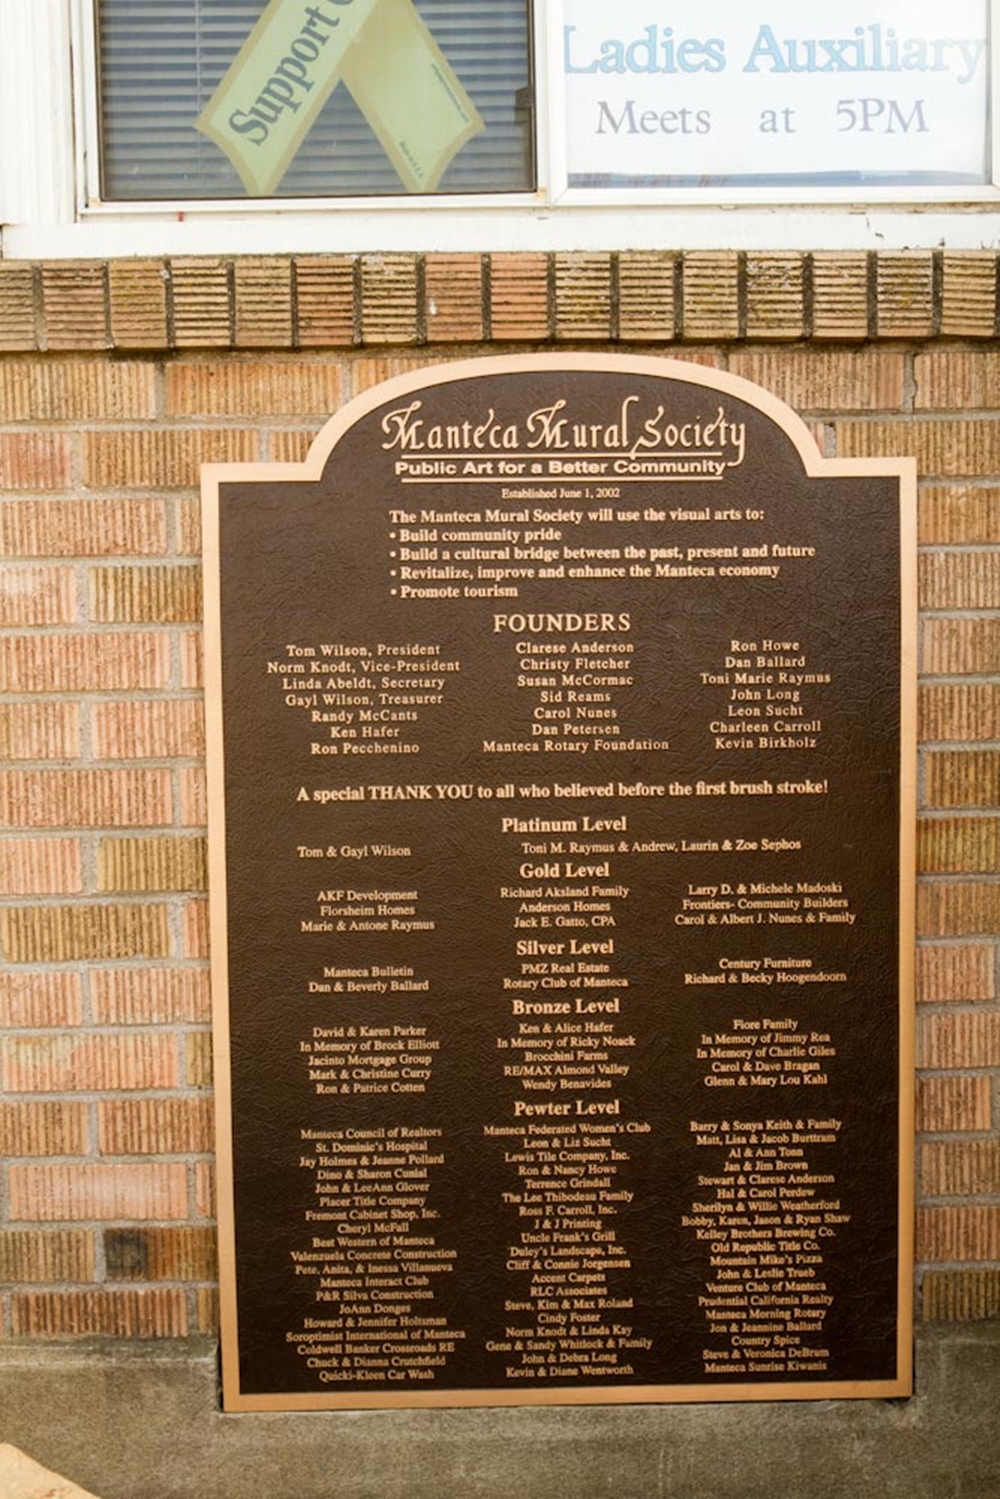 Support
Ladies Auxiliary
Meets at 5PM
Manteca Mural Society
Public Art for a Better Community
Established June 1, 2002
The Manteca Mural Society will use the visual arts to:
• Build community pride
• Build a cultural bridge between the past, present and future
• Revitalize, improve and enhance the Manteca economy
• Promote tourism
FOUNDERS
Tom Wilson, President
Norm Knodt, Vice-President
Linda Abeldt, Secretary
Gayl Wilson, Treasurer
Randy McCants
Ken Hafer
Ron Pecchenino
Clarese Anderson
Christy Fletcher
Susan McCormac
Sid Reams
Carol Nunes
Dan Petersen
Manteca Rotary Foundation
Ron Howe
Dan Ballard
Toni Marie Raymus
John Long
Leon Sucht
Charleen Carroll
Kevin Birkholz
A special THANK YOU to all who believed before the first brush stroke!
Platinum Level
Tom & Gayl Wilson
Toni M. Raymus & Andrew, Laurin & Zoe Sephos
Gold Level
AKF Development
Florsheim Homes
Marie & Antone Raymus
Richard Aksland Family
Anderson Homes
Jack E. Gatto, CPA
Larry D. & Michele Madoski
Frontiers- Community Builders
Carol & Albert J. Nunes & Family
Silver Level
Manteca Bulletin
Dan & Beverly Ballard
PMZ Real Estate
Rotary Club of Manteca
Century Furniture
Richard & Becky Hoogendoorn
Bronze Level
David & Karen Parker
In Memory of Brock Elliott
Jacinto Mortgage Group
Mark & Christine Curry
Ron & Patrice Cotten
Ken & Alice Hafer
In Memory of Ricky Noack
Brocchini Farms
RE/MAX Almond Valley
Wendy Benavides
Fiore Family
In Memory of Jimmy Rea
In Memory of Charlie Giles
Carol & Dave Bragan
Glenn & Mary Lou Kahl
Pewter Level
Manteca Council of Realtors
St. Dominic's Hospital
Jay Holmes & Jeanne Pollard
Dino & Sharon Cunial
John & LeeAnn Glover
Placer Title Company
Fremont Cabinet Shop, Inc.
Cheryl McFall
Best Western of Manteca
Valenzuela Concrete Construction
Pete, Anita, & Inessa Villanueva
Manteca Interact Club
P&R Silva Construction
JoAnn Donges
Howard & Jennifer Holtsman
Soroptimist International of Manteca
Coldwell Banker Crossroads RE
Chuck & Dianna Crutchfield
Quicki-Kleen Car Wash
Manteca Federated Women's Club
Leon & Liz Sucht
Lewis Tile Company, Inc.
Ron & Nancy Howe
Terrence Grindall
The Lee Thibodeau Family
Ross F. Carroll, Inc.
J & J Printing
Uncle Frank's Grill
Duley's Landscape, Inc.
Cliff & Connie Jorgensen
Accent Carpets
RLC Associates
Steve, Kim & Max Roland
Cindy Foster
Norm Knodt & Linda Kay
Gene & Sandy Whitlock & Family
John & Debra Long
Kevin & Diane Wentworth
Barry & Sonya Keith & Family
Matt, Lisa & Jacob Burttram
Al & Ann Tonn
Jan & Jim Brown
Stewart & Clarese Anderson
Hal & Carol Perdew
Sherilyn & Willie Weatherford
Bobby, Karen, Jason & Ryan Shaw
Kelley Brothers Brewing Co.
Old Republic Title Co.
Mountain Mike's Pizza
John & Leslie Trueb
Venture Club of Manteca
Prudential California Realty
Manteca Morning Rotary
Jon & Jeannine Ballard
Country Spice
Steve & Veronica DeBrum
Manteca Sunrise Kiwanis